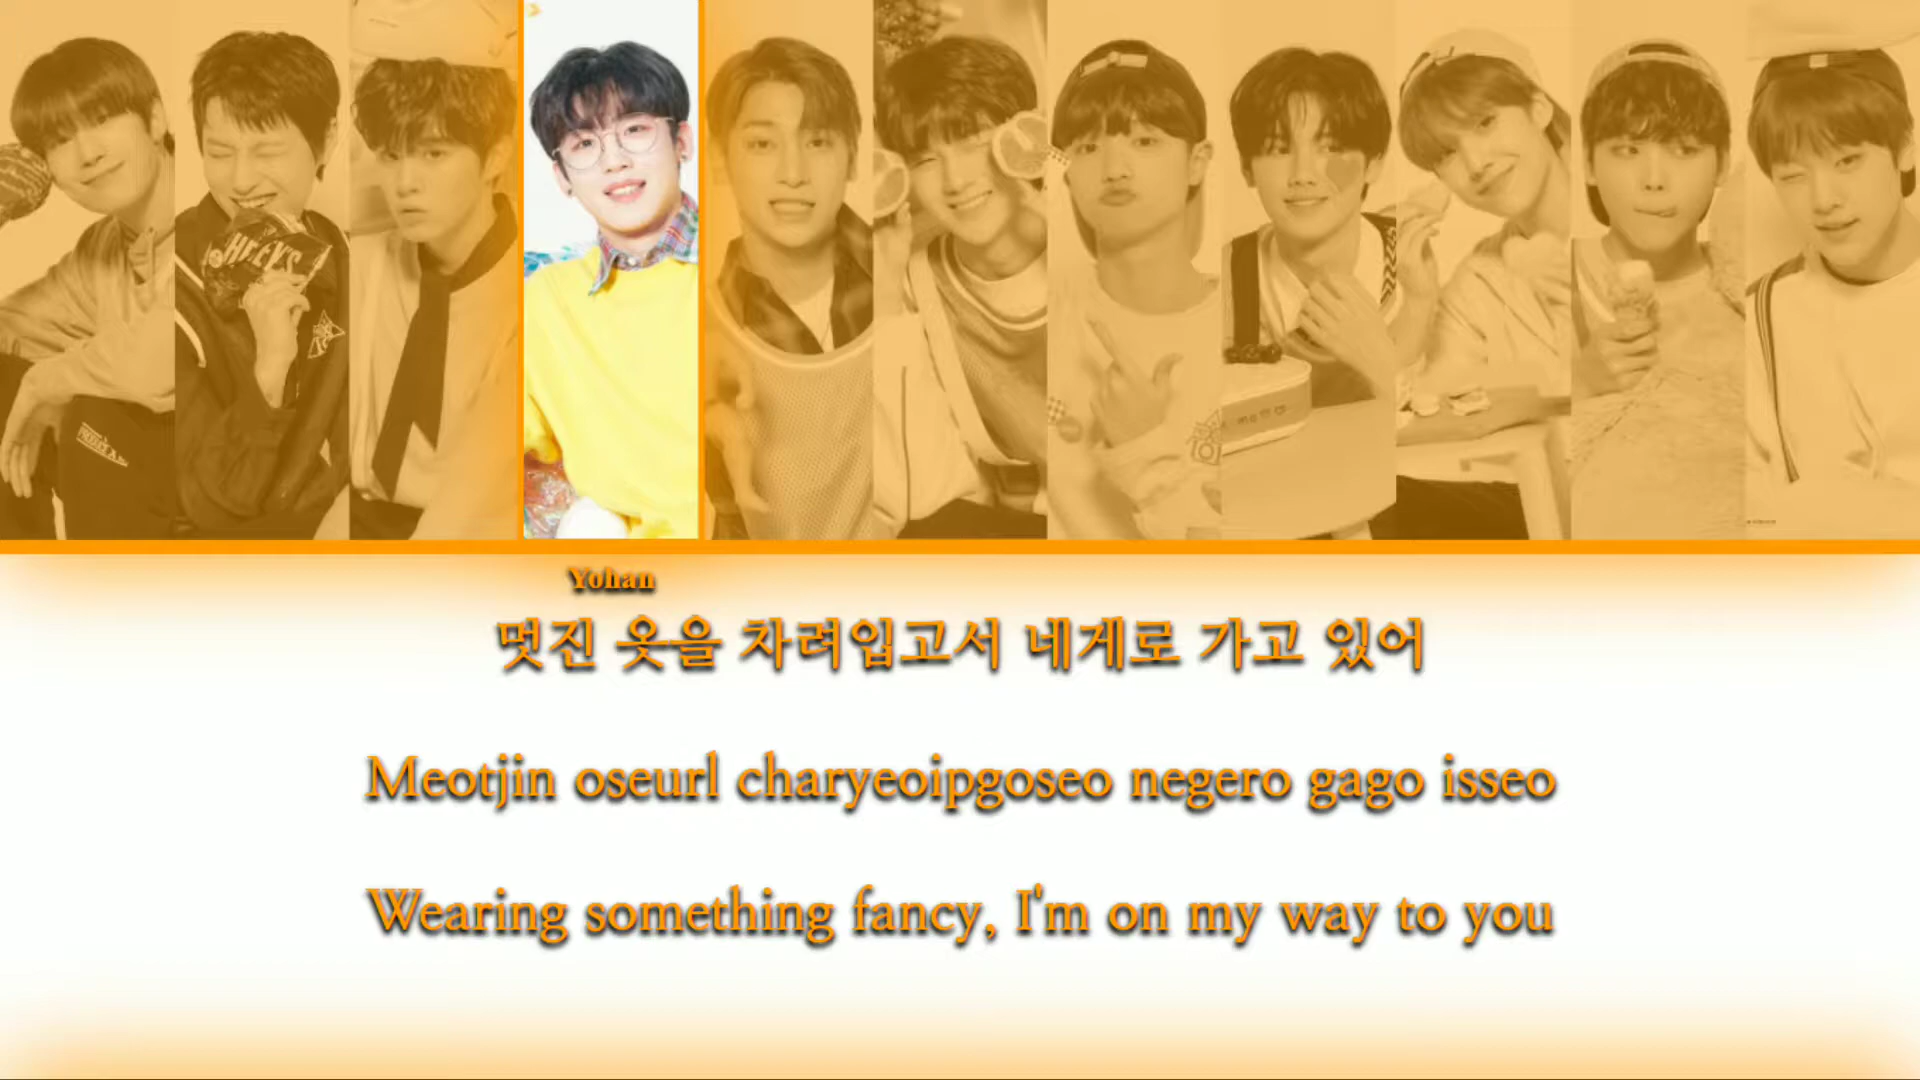 Yohan
멋진 옷을 차려입고서 네게로 가고 있어
Meotjin oseurl charyeoipgoseo negero gago isseo
Wearing something fancy, I'm on my way to you